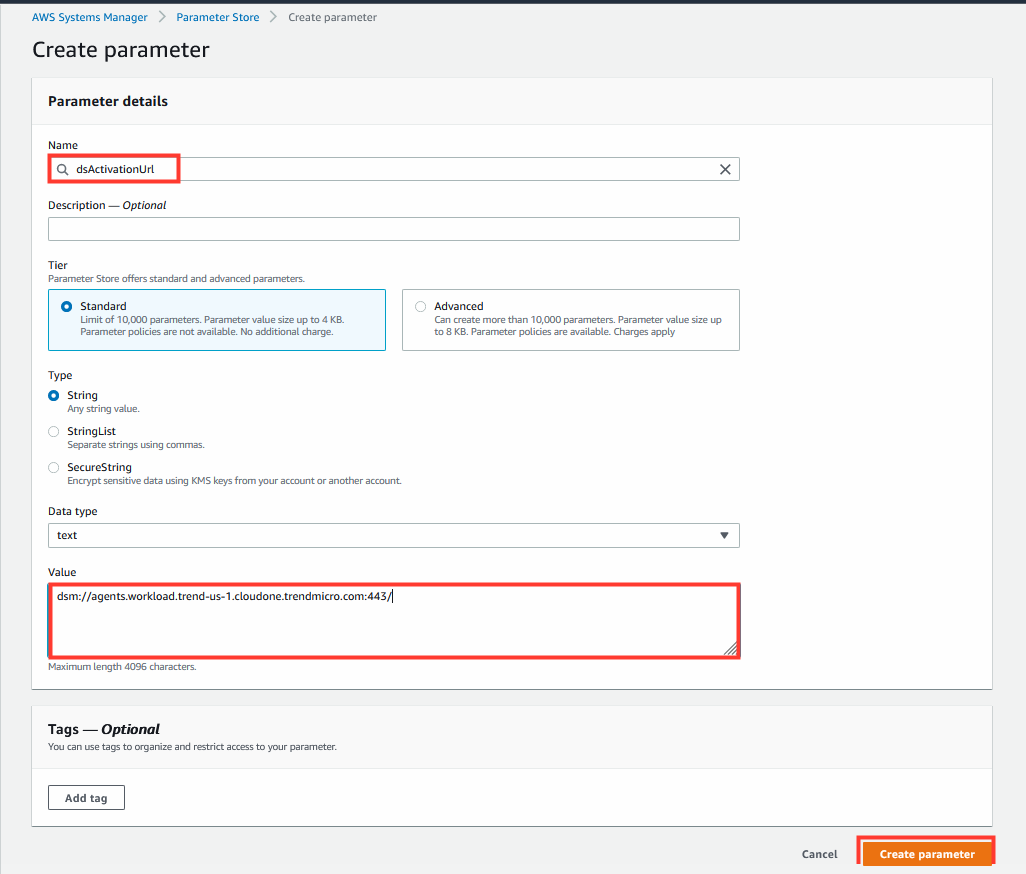 AWS Systems Manager > Parameter Store > Create parameter
Create parameter
Parameter details
Name
dsActivationUrl
Description — Optional
Tier
Parameter Store offers standard and advanced parameters.
Standard
Limit of 10,000 parameters. Parameter value size up to 4 KB.
Parameter policies are not available. No additional charge.
Advanced
Can create more than 10,000 parameters. Parameter value size up
to 8 KB. Parameter policies are available. Charges apply
Type
String
Any string value.
StringList
Separate strings using commas.
SecureString
Encrypt sensitive data using KMS keys from your account or another account.
Data type
text
Value
dsm://agents.workload.trend-us-1.cloudone.trendmicro.com:443/
Maximum length 4096 characters.
Tags — Optional
You can use tags to organize and restrict access to your parameter.
Add tag
Cancel
Create parameter